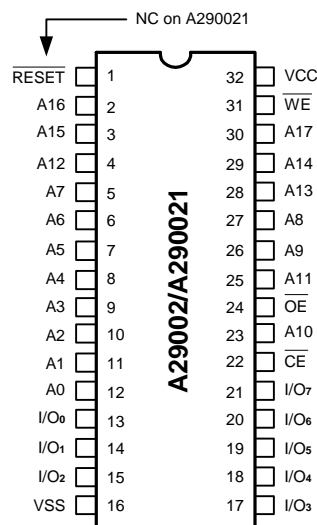 NC on A290021
RESET 1 32 VCC
A16 2 31 WE
A15 3 30 A17
A12 4 29 A14
A7 5 28 A13
A6 6 27 A8
A5 7 26 A9
A4 8 25 A11
A3 9 24 OE
A2 10 23 A10
A1 11 22 CE
A0 12 21 I/O7
I/O0 13 20 I/O6
I/O1 14 19 I/O5
I/O2 15 18 I/O4
VSS 16 17 I/O3
A29002/A290021